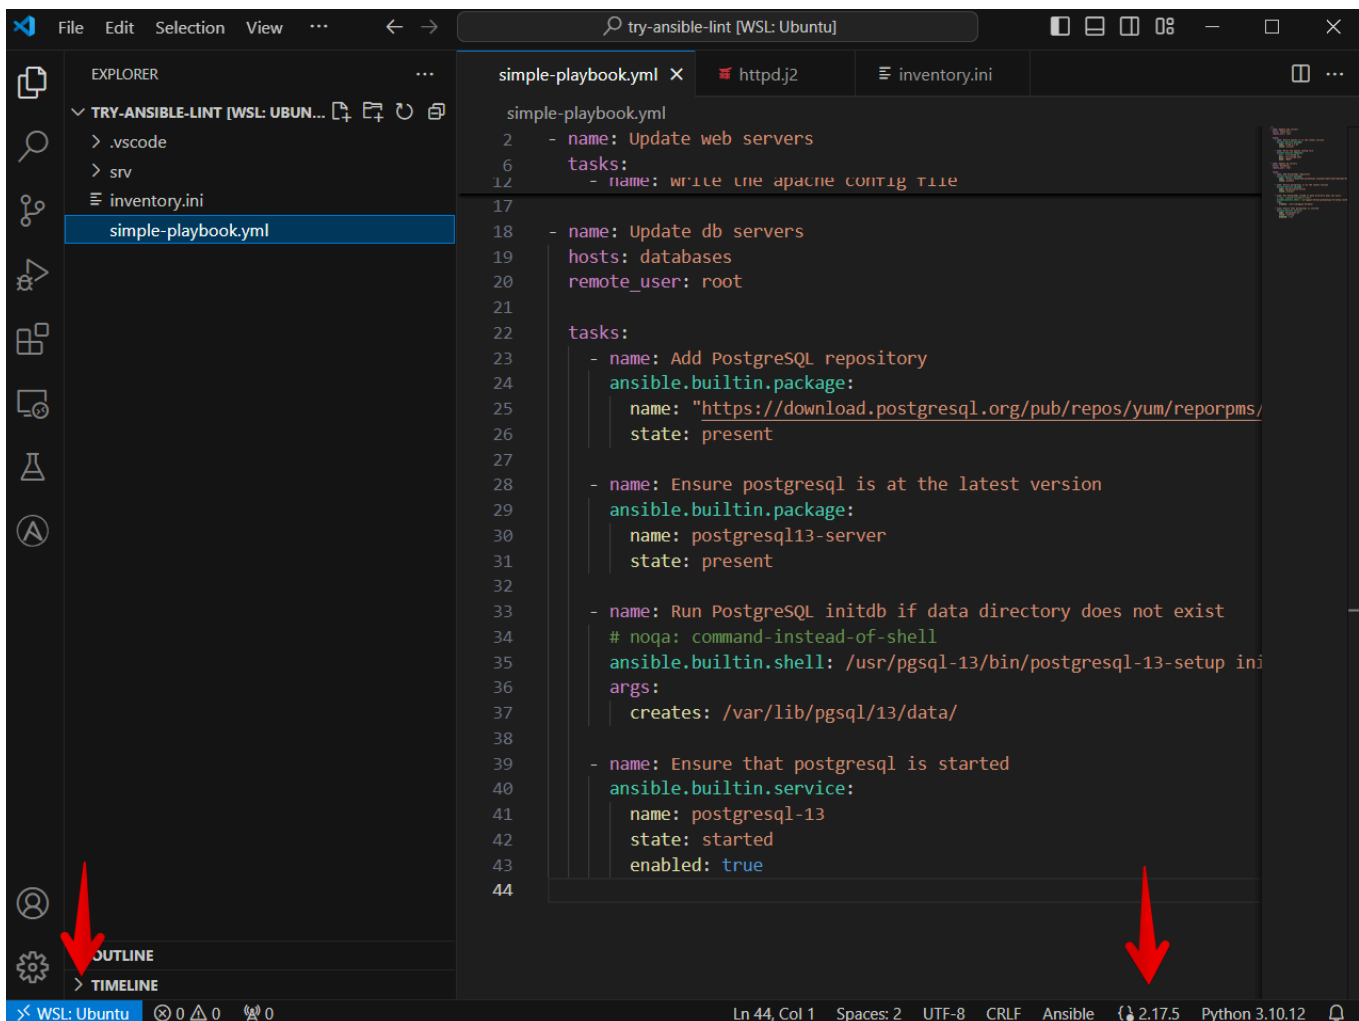 File Edit Selection View ··· try-ansible-lint [WSL: Ubuntu]
EXPLORER ···
TRY-ANSIBLE-LINT [WSL: UBUN...
.vscode
srv
inventory.ini
simple-playbook.yml
simple-playbook.yml httpd.j2 inventory.ini ···
simple-playbook.yml
2 - name: Update web servers
6 tasks:
12 - name: Write the apache config file
17
18 - name: Update db servers
19 hosts: databases
20 remote_user: root
21
22 tasks:
23 - name: Add PostgreSQL repository
24 ansible.builtin.package:
25 name: "https://download.postgresql.org/pub/repos/yum/reporpms/
26 state: present
27
28 - name: Ensure postgresql is at the latest version
29 ansible.builtin.package:
30 name: postgresql13-server
31 state: present
32
33 - name: Run PostgreSQL initdb if data directory does not exist
34 # noqa: command-instead-of-shell
35 ansible.builtin.shell: /usr/pgsql-13/bin/postgresql-13-setup ini
36 args:
37 creates: /var/lib/pgsql/13/data/
38
39 - name: Ensure that postgresql is started
40 ansible.builtin.service:
41 name: postgresql-13
42 state: started
43 enabled: true
44
OUTLINE
TIMELINE
WSL: Ubuntu 0 0 0 Ln 44, Col 1 Spaces: 2 UTF-8 CRLF Ansible 2.17.5 Python 3.10.12